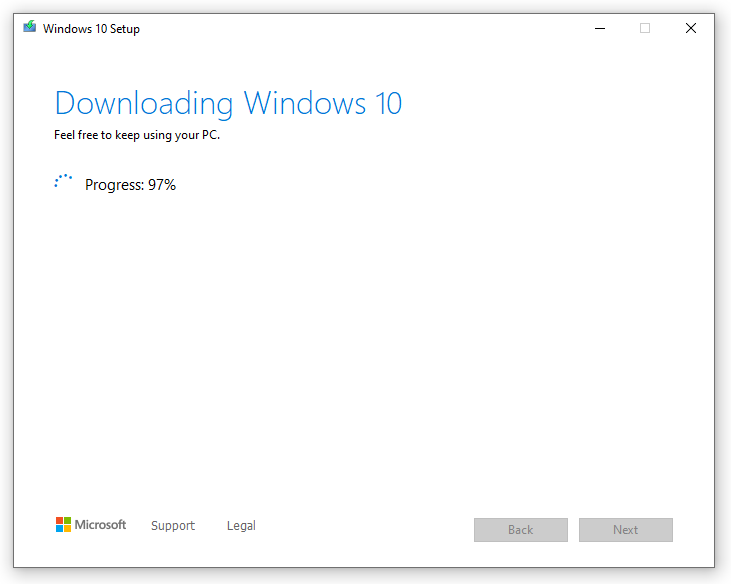 Windows 10 Setup
Downloading Windows 10
Feel free to keep using your PC.
Progress: 97%
Microsoft Support Legal Back Next